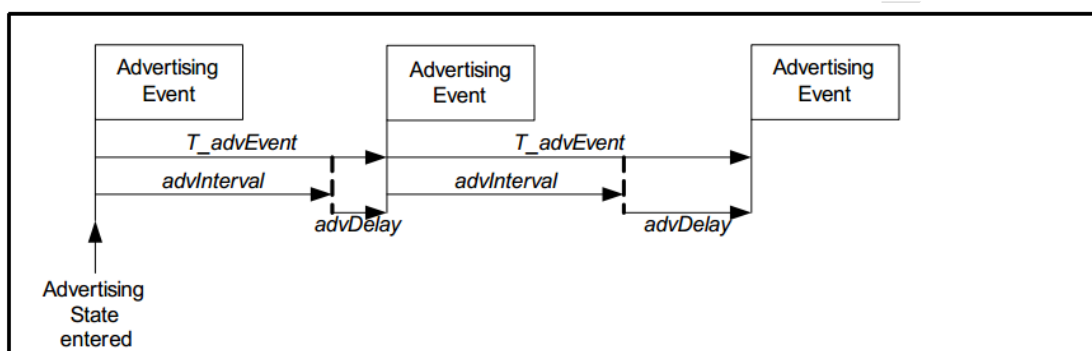 Advertising
Event
Advertising
Event
Advertising
Event
T_advEvent
T_advEvent
advInterval
advInterval
advDelay
advDelay
Advertising
State
entered